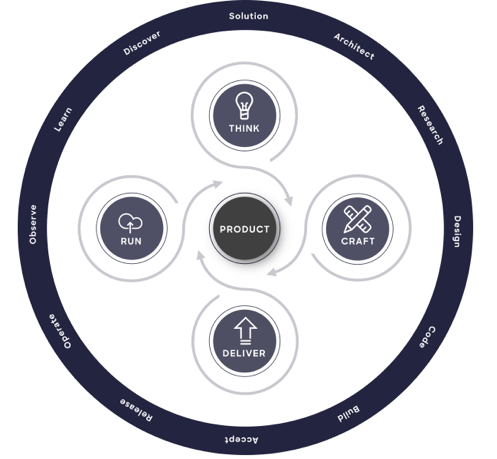 Solution
Architect
Research
Design
Code
Build
Accept
Release
Operate
Observe
Learn
Discover
THINK
CRAFT
DELIVER
RUN
PRODUCT